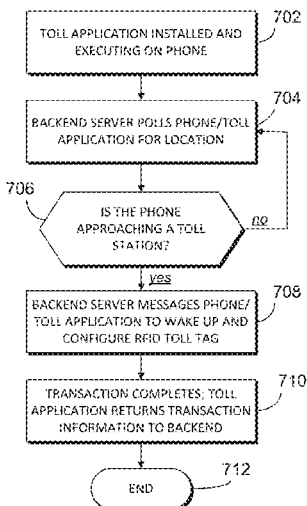 TOLL APPLICATION INSTALLED AND
EXECUTING ON PHONE
702
BACKEND SERVER POLLS PHONE/TOLL
APPLICATION FOR LOCATION
704
706
IS THE PHONE
APPROACHING A TOLL
STATION?
no
yes
BACKEND SERVER MESSAGES PHONE/
TOLL APPLICATION TO WAKE UP AND
CONFIGURE RFID TOLL TAG
708
TRANSACTION COMPLETES; TOLL
APPLICATION RETURNS TRANSACTION
INFORMATION TO BACKEND
710
END
712